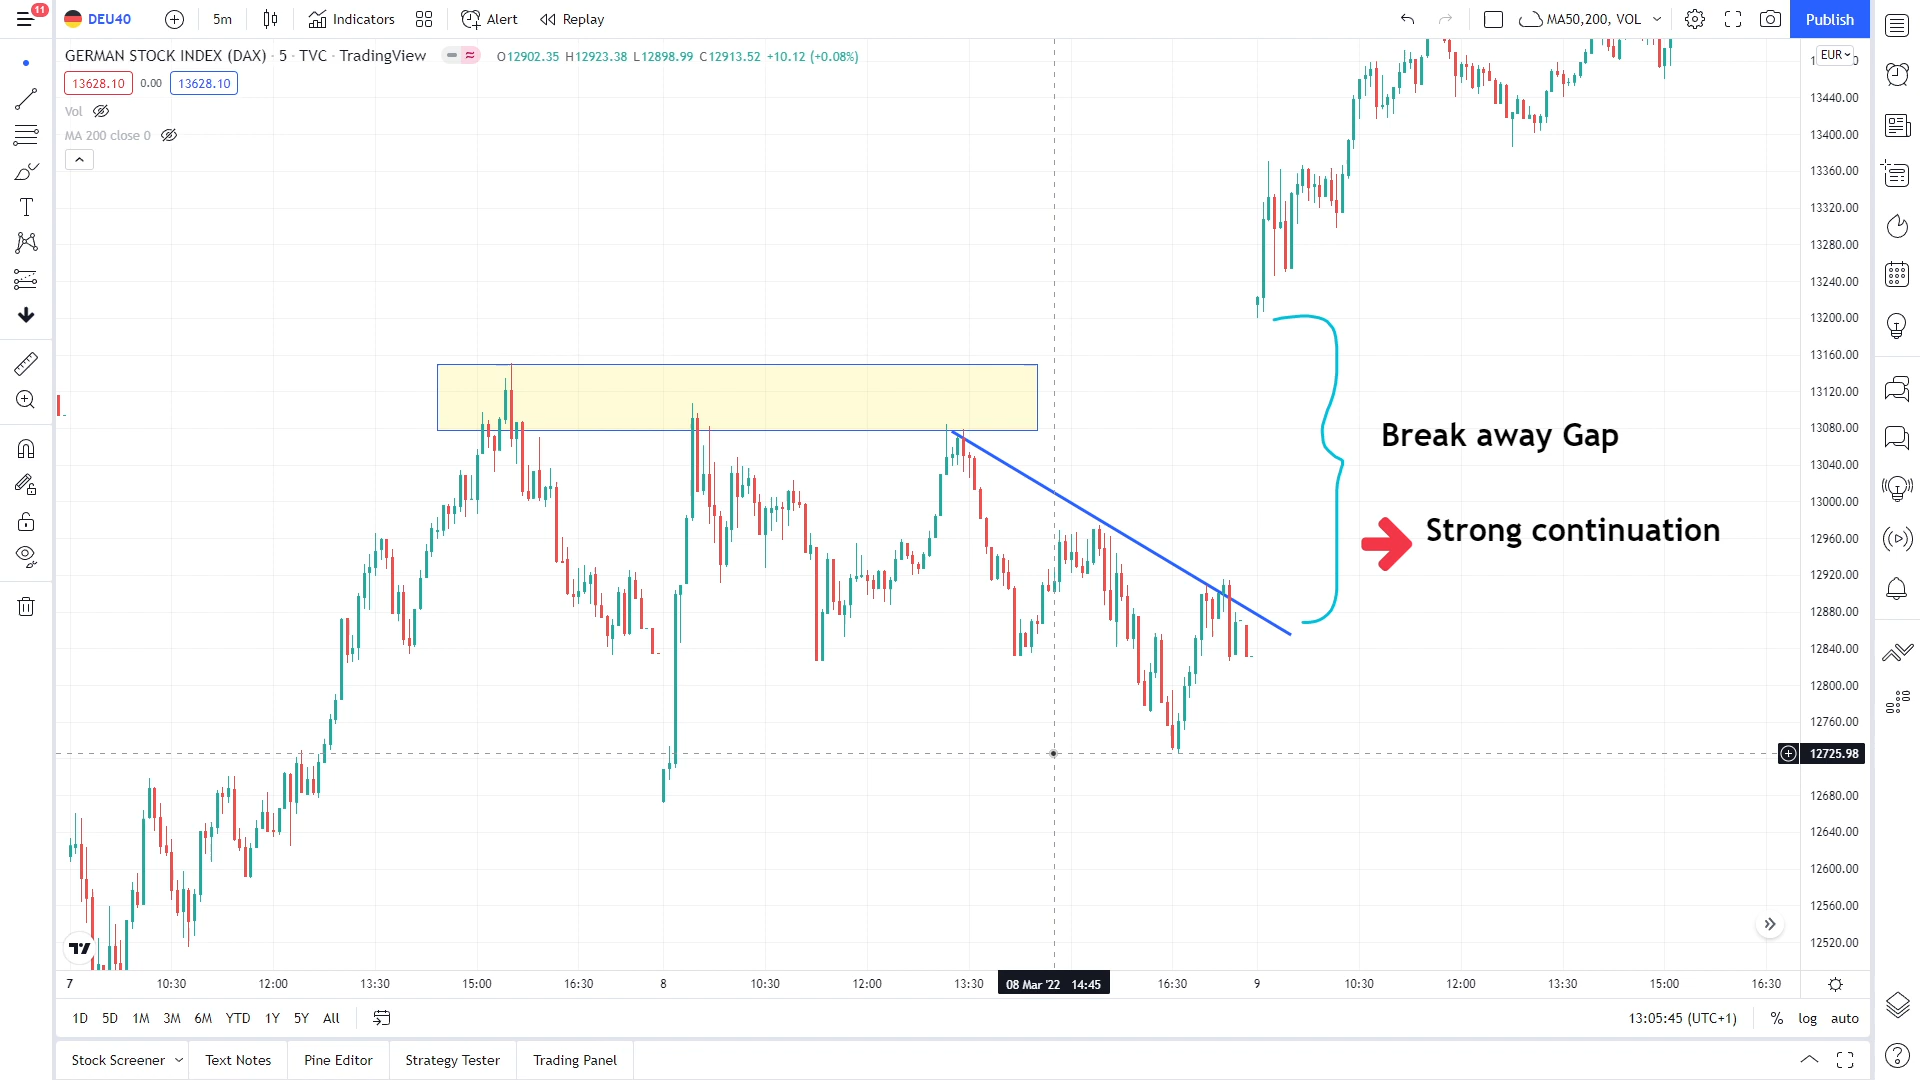 11
DEU40
5m
Indicators
Alert
Replay
MA50,200, VOL
Publish
GERMAN STOCK INDEX (DAX) · 5 · TVC · TradingView
O12902.35 H12923.38 L12898.99 C12913.52 +10.12 (+0.08%)
EUR
13628.10 0.00 13628.10
Vol
MA 200 close 0
13440.00
13400.00
13360.00
13320.00
13280.00
13240.00
13200.00
13160.00
13120.00
13080.00
13040.00
13000.00
12960.00
12920.00
12880.00
12840.00
12800.00
12760.00
12725.98
12680.00
12640.00
12600.00
12560.00
12520.00
Break away Gap
Strong continuation
7 10:30 12:00 13:30 15:00 16:30 8 10:30 12:00 13:30 08 Mar '22 14:45 16:30 9 10:30 12:00 13:30 15:00 16:30
1D 5D 1M 3M 6M YTD 1Y 5Y All
13:05:45 (UTC+1) % log auto
Stock Screener Text Notes Pine Editor Strategy Tester Trading Panel